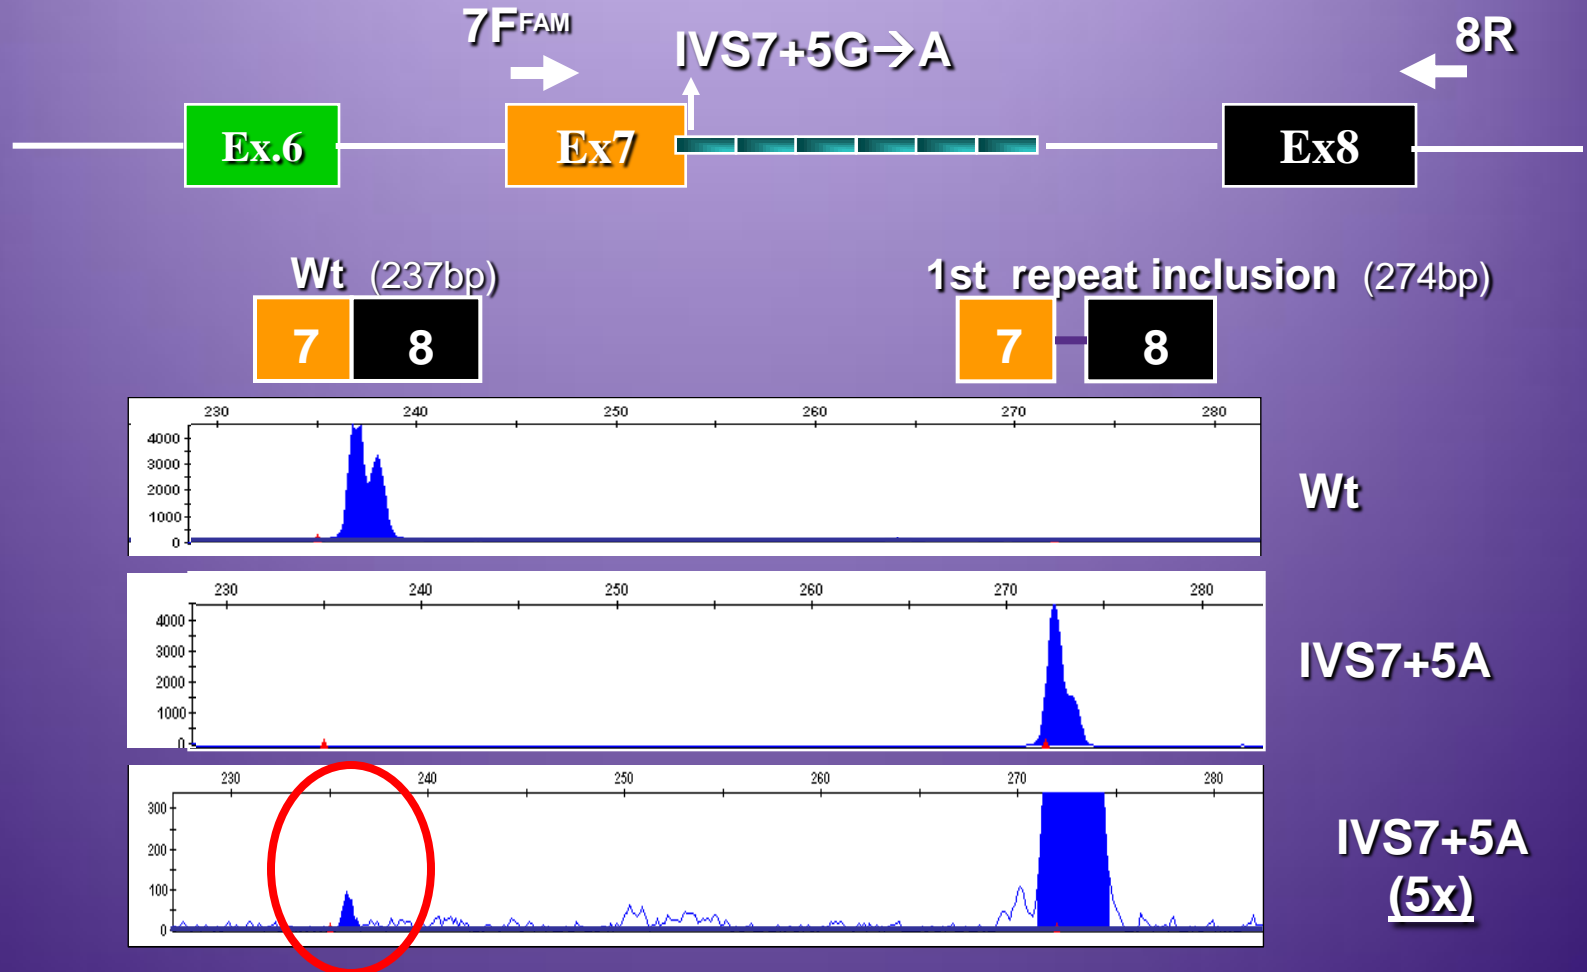 7FFAM
IVS7+5G→A
8R
Ex.6
Ex7
Ex8
Wt (237bp)
1st repeat inclusion (274bp)
7 8
7 8
230 240 250 260 270 280
4000
3000
2000
1000
0
Wt
230 240 250 260 270 280
4000
3000
2000
1000
0
IVS7+5A
230 240 250 260 270 280
300
200
100
0
IVS7+5A
(5x)